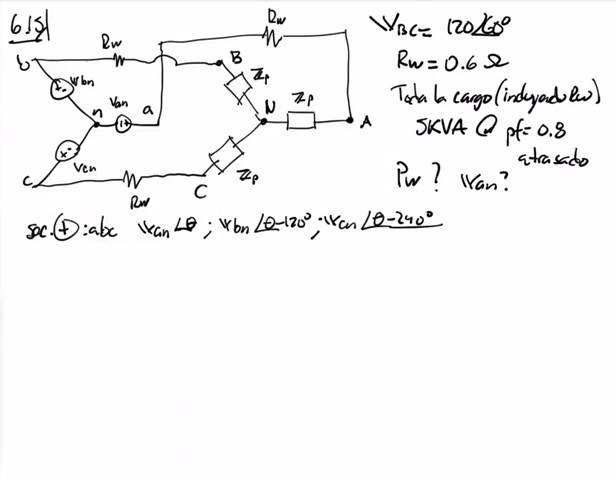 6.15
b
Rw
B
Rw
Vbn
n
Van
a
Zp
N
Zp
A
Vcn
c
Rw
C
Zp
VBC = 120∠60°
Rw = 0.6 Ω
Toda la carga (incluyendo Rw)
5KVA @ pf = 0.8
atrasado
Pw? Van?
sec. (+): abc Van∠θ ; Vbn∠θ-120° ; Vcn∠θ-240°